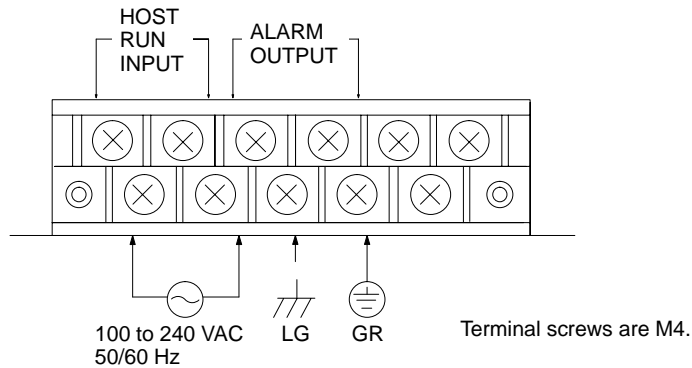 HOST
RUN
INPUT
ALARM
OUTPUT
100 to 240 VAC
50/60 Hz
LG
GR
Terminal screws are M4.